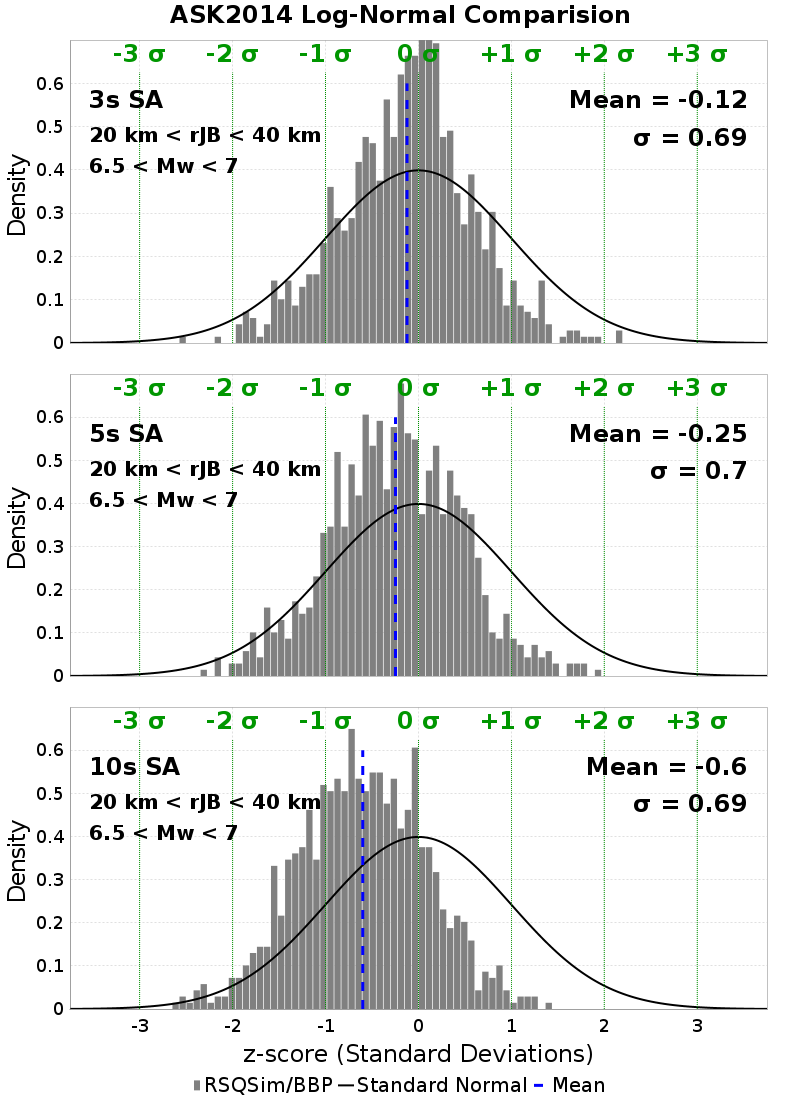 ASK2014 Log-Normal Comparision
-3 σ -2 σ -1 σ 0 σ +1 σ +2 σ +3 σ
0.6
3s SA Mean = -0.12
0.5
20 km < rJB < 40 km σ = 0.69
6.5 < Mw < 7
0.4
0.3
0.2
0.1
0
Density
-3 σ -2 σ -1 σ 0 σ +1 σ +2 σ +3 σ
0.6
5s SA Mean = -0.25
0.5
20 km < rJB < 40 km σ = 0.7
6.5 < Mw < 7
0.4
0.3
0.2
0.1
0
Density
-3 σ -2 σ -1 σ 0 σ +1 σ +2 σ +3 σ
0.6
10s SA Mean = -0.6
0.5
20 km < rJB < 40 km σ = 0.69
6.5 < Mw < 7
0.4
0.3
0.2
0.1
0
Density
-3 -2 -1 0 1 2 3
z-score (Standard Deviations)
RSQSim/BBP Standard Normal Mean